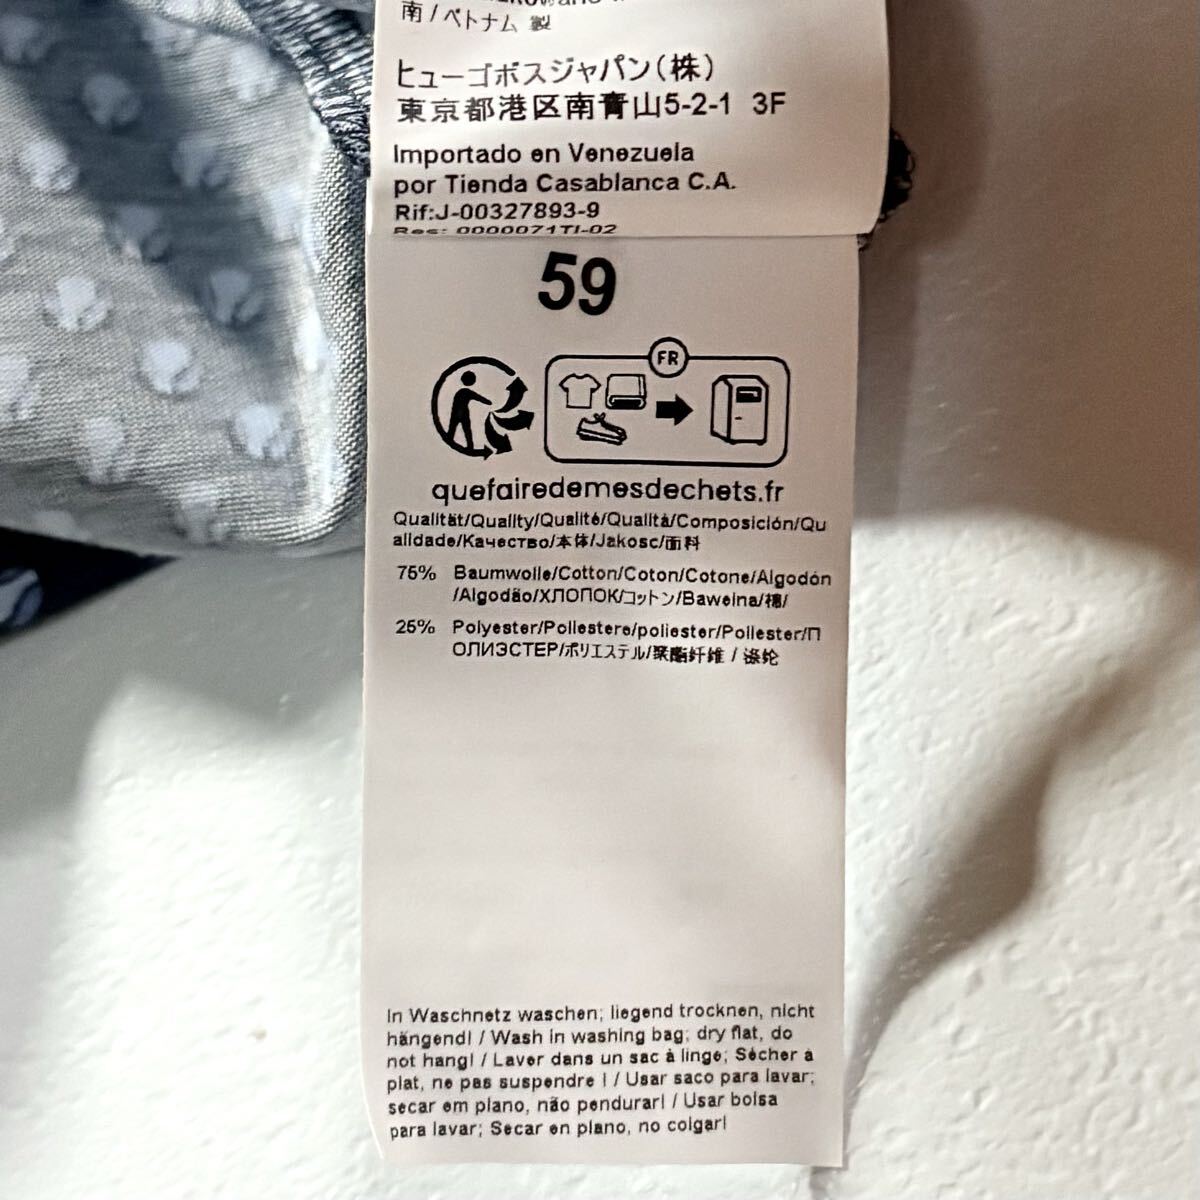 南/ベトナム 製
ヒューゴボスジャパン(株)
東京都港区南青山5-2-1 3F
Importado en Venezuela
por Tienda Casablanca C.A.
Rif:J-00327893-9
Res: 0000071TI-02
59
FR
quefairedemesdechets.fr
Qualität/Quality/Qualité/Qualità/Composición/Qu
alidade/Качество/本体/Jakosc/面料
75% Baumwolle/Cotton/Coton/Cotone/Algodón
/Algodão/ХЛОПОК/コットン/Bawelna/棉/
25% Polyester/Poliestere/poliester/Poliester/П
ОЛИЭСТЕР/ポリエステル/聚酯纤维 / 涤纶
In Waschnetz waschen; liegend trocknen, nicht
hängend! / Wash in washing bag; dry flat, do
not hang! / Laver dans un sac à linge; Sécher à
plat, ne pas suspendre ! / Usar saco para lavar;
secar em plano, não pendurar! / Usar bolsa
para lavar; Secar en plano, no colgar!